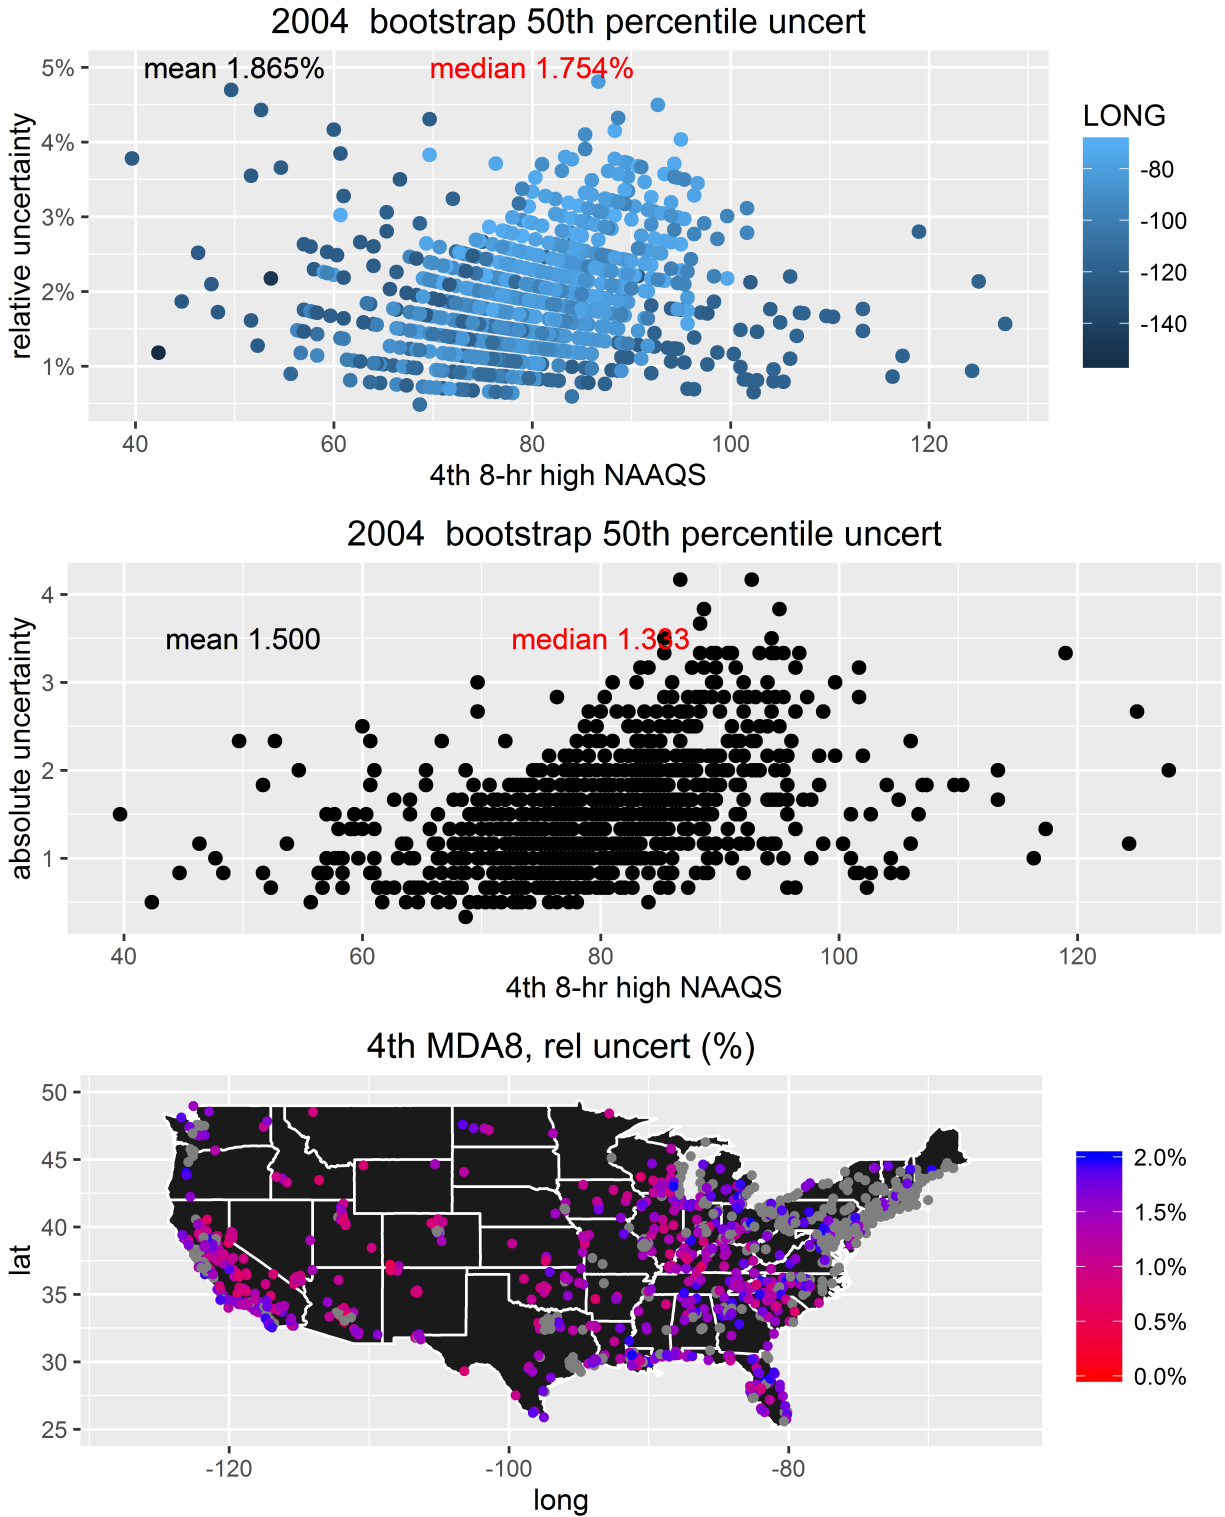 2004  bootstrap 50th percentile uncert
mean 1.865%
median 1.754%
5%
4%
3%
2%
1%
relative uncertainty
40
60
80
100
120
4th 8-hr high NAAQS
LONG
-80
-100
-120
-140
2004  bootstrap 50th percentile uncert
mean 1.500
median 1.333
4
3
2
1
absolute uncertainty
40
60
80
100
120
4th 8-hr high NAAQS
4th MDA8, rel uncert (%)
50
45
40
35
30
25
lat
-120
-100
-80
long
2.0%
1.5%
1.0%
0.5%
0.0%